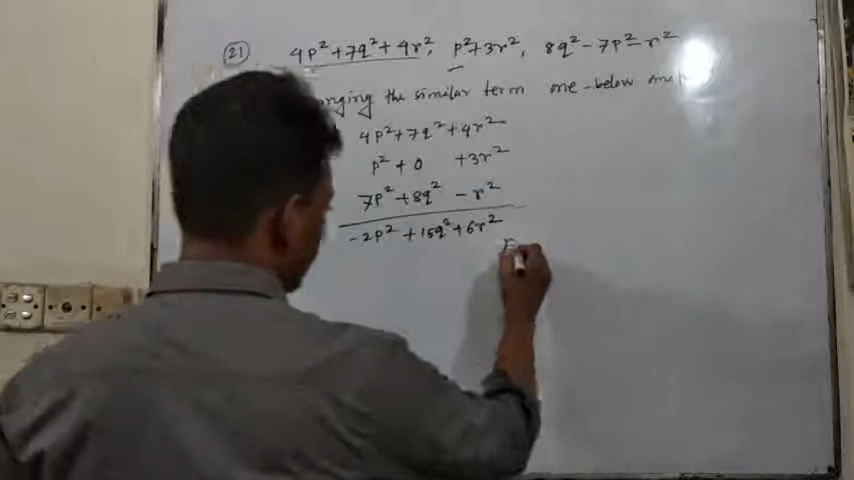 (21) 4p²+7q²+4r², p²+3r², 8q²-7p²-r²
the similar term one-below
4p²+7q²+4r²
p²+0 +3r²
7p²+8q² -r²
-2p²+15q²+6r²